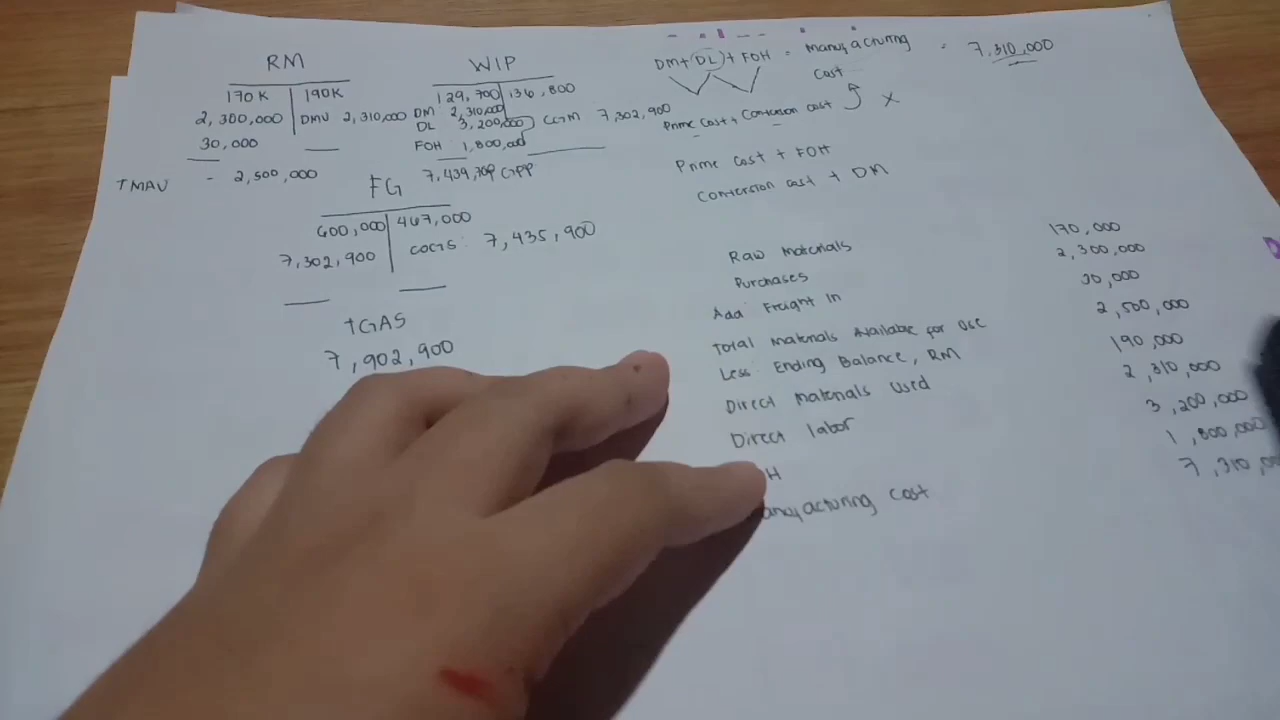 RM
170K 190K
2,300,000 DMU 2,310,000
30,000
TMAU - 2,500,000
WIP
129,700 136,800
DM 2,310,000
DL 3,200,000 CGM 7,302,900
FOH 1,800,000
7,439,700 GPP
FG
600,000 467,000
7,302,900 COGS: 7,435,900
TGAS
7,902,900
DM + DL + FOH = Manufacturing Cost = 7,310,000
Prime Cost + Conversion cost X
Prime Cost + FOH
Conversion cost + DM
Raw Materials 170,000
Purchases 2,300,000
Add Freight In 30,000
Total Materials Available for Use 2,500,000
Less: Ending Balance, RM 190,000
Direct Materials Used 2,310,000
Direct labor 3,200,000
H 1,800,000
anufacturing Cost 7,310,0